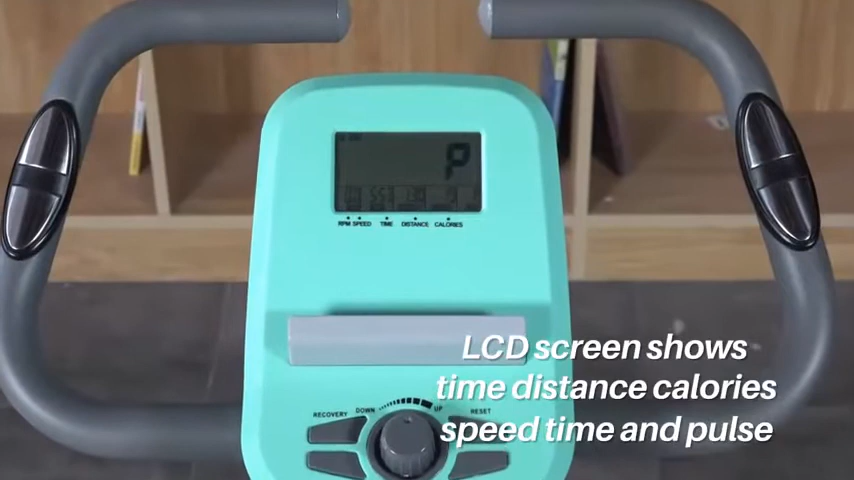 P
RPM SPEED TIME DISTANCE CALORIES
LCD screen shows
time distance calories
speed time and pulse
RECOVERY DOWN UP RESET